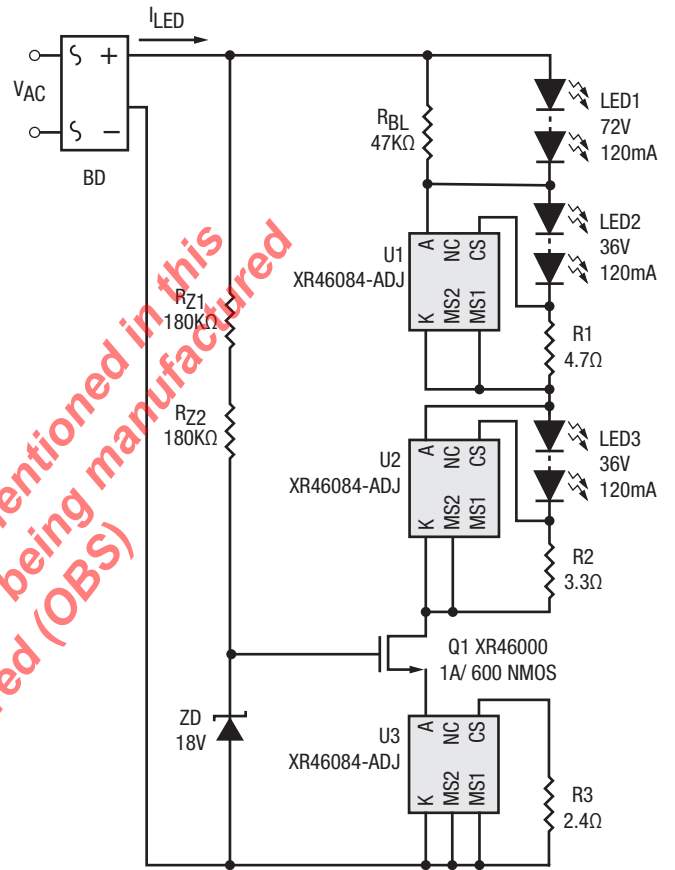 ILED
VAC
+
−
BD
RBL
47KΩ
LED1
72V
120mA
LED2
36V
120mA
U1
XR46084-ADJ
A
NC
CS
K
MS2
MS1
R1
4.7Ω
RZ1
180KΩ
RZ2
180KΩ
U2
XR46084-ADJ
A
NC
CS
K
MS2
MS1
LED3
36V
120mA
R2
3.3Ω
Q1 XR46000
1A/ 600 NMOS
ZD
18V
U3
XR46084-ADJ
A
NC
CS
K
MS2
MS1
R3
2.4Ω
mentioned in this
being manufactured
(OBS)